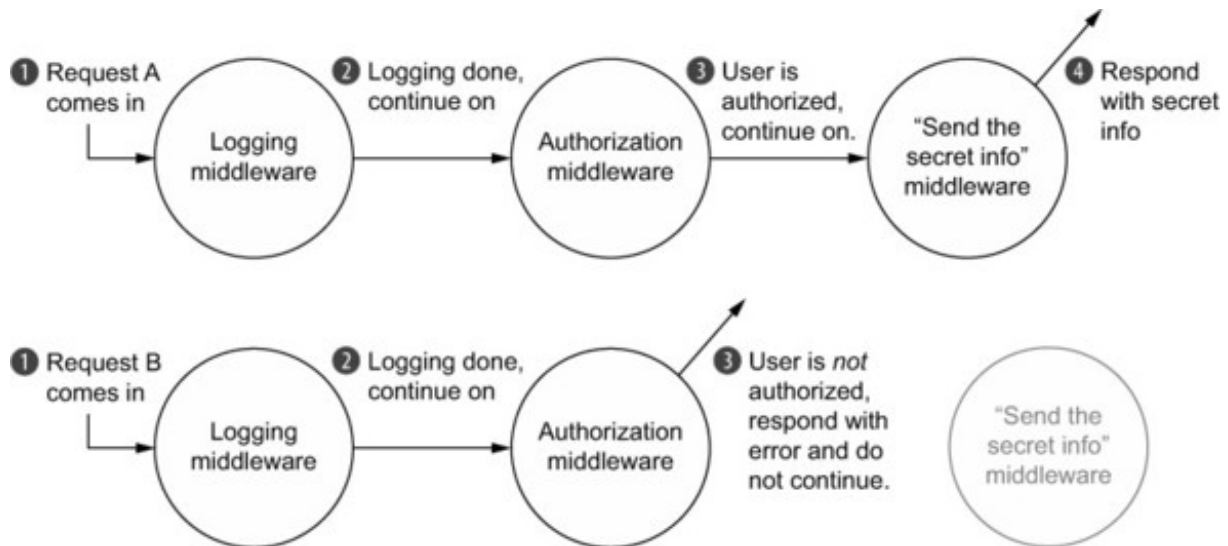 1 Request A
comes in
Logging
middleware
2 Logging done,
continue on
Authorization
middleware
3 User is
authorized,
continue on.
“Send the
secret info”
middleware
4 Respond
with secret
info
1 Request B
comes in
Logging
middleware
2 Logging done,
continue on
Authorization
middleware
3 User is not
authorized,
respond with
error and do
not continue.
“Send the
secret info”
middleware